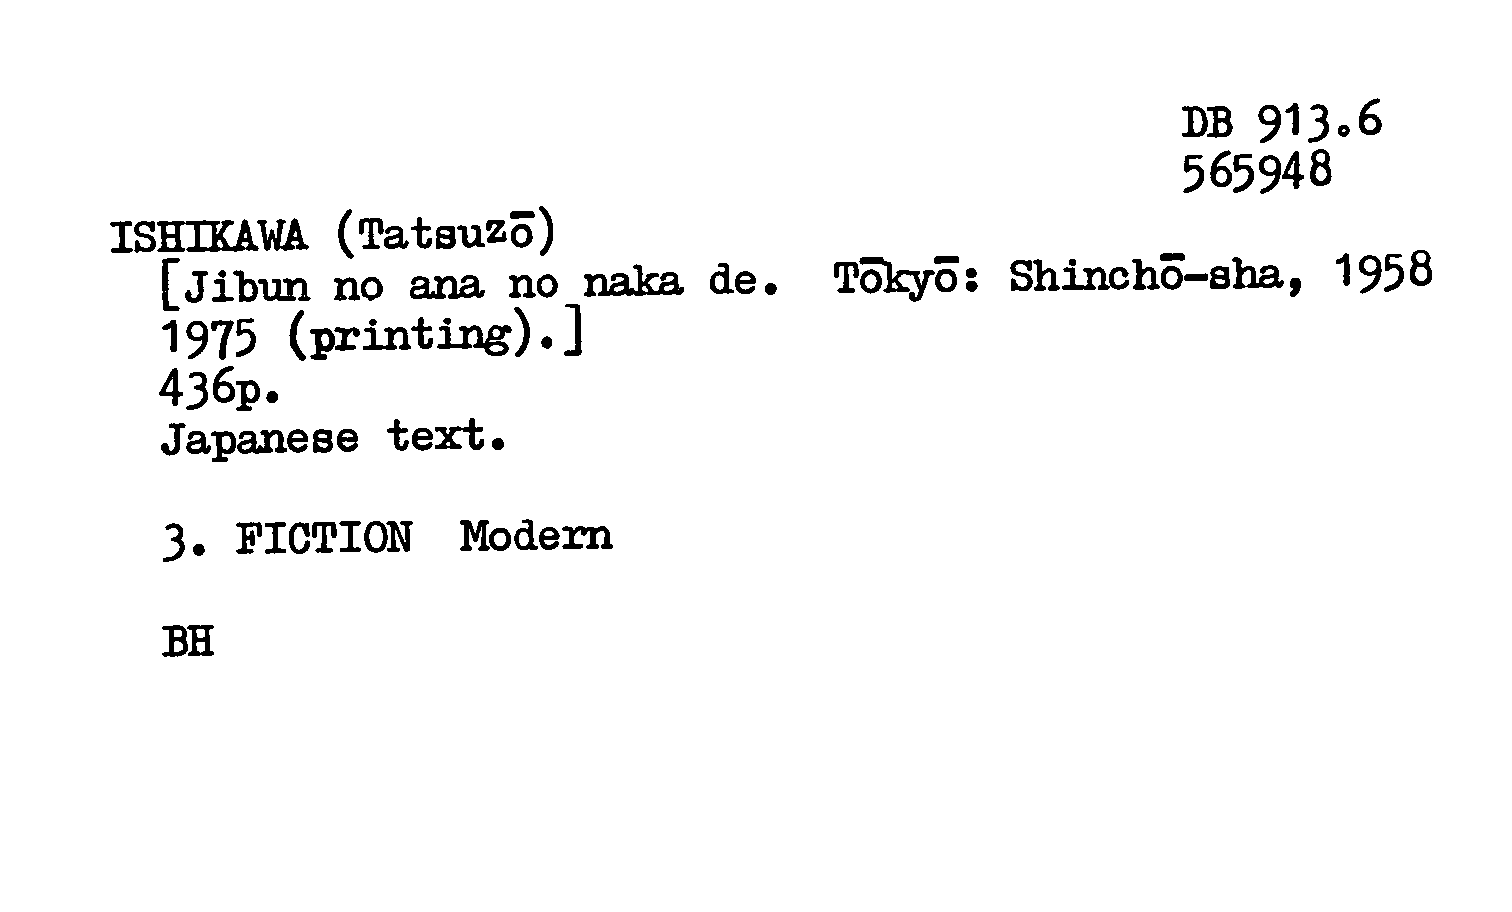 DB 913.6
565948
ISHIKAWA (Tatsuzō)
[Jibun no ana no naka de. Tōkyō: Shinchō-sha, 1958
1975 (printing).]
436p.
Japanese text.
3. FICTION Modern
BH